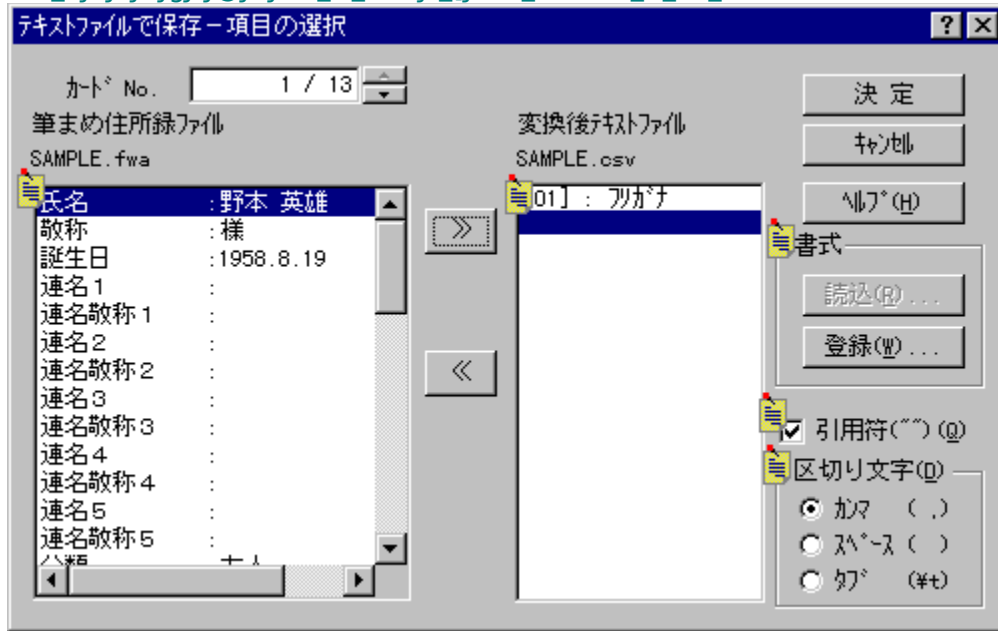 テキストファイルで保存－項目の選択
ｶｰﾄﾞ No. 1 / 13
筆まめ住所録ﾌｧｲﾙ
SAMPLE.fwa
氏名 :野本 英雄
敬称 :様
誕生日 :1958.8.19
連名１ :
連名敬称１ :
連名２ :
連名敬称２ :
連名３ :
連名敬称３ :
連名４ :
連名敬称４ :
連名５ :
連名敬称５ :
≫
≪
変換後ﾃｷｽﾄﾌｧｲﾙ
SAMPLE.csv
01] : ﾌﾘｶﾞﾅ
決 定
ｷｬﾝｾﾙ
ﾍﾙﾌﾟ(H)
書式
読込(R)...
登録(W)...
引用符(˝˝)(Q)
区切り文字(D)
ｶﾝﾏ ( ,)
ｽﾍﾟｰｽ ( )
ﾀﾌﾞ (¥t)